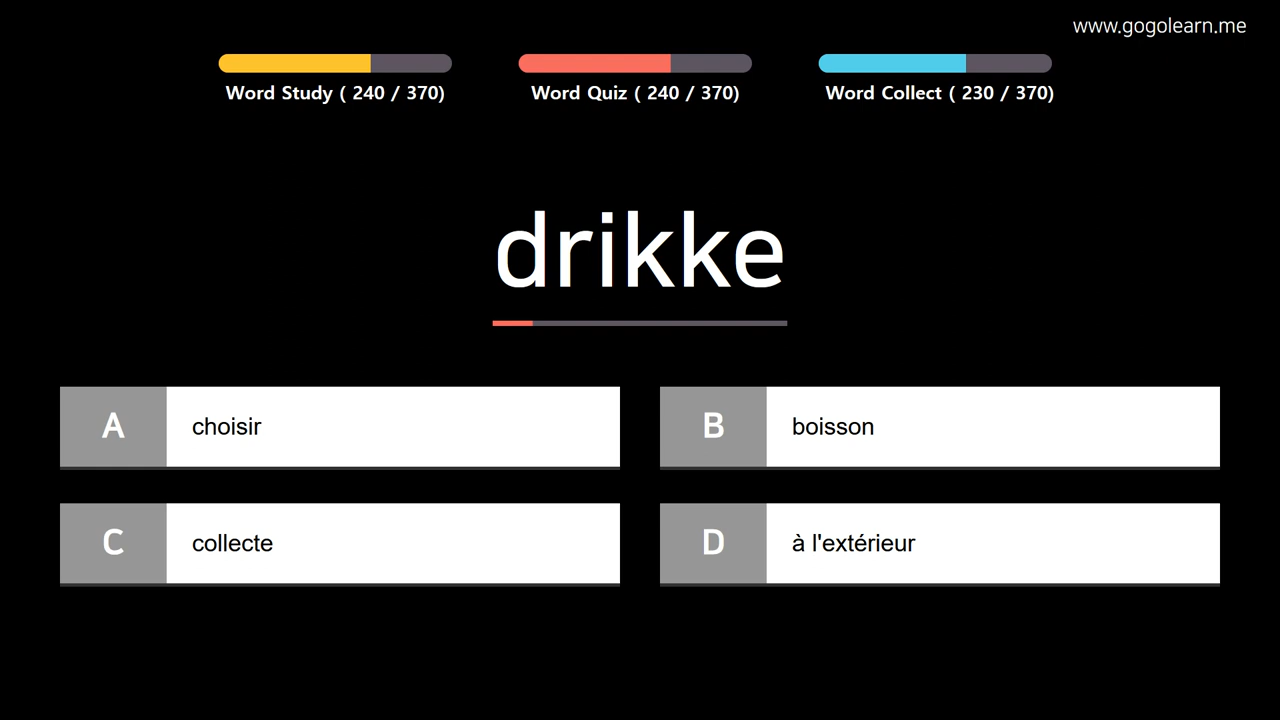 www.gogolearn.me
Word Study ( 240 / 370)
Word Quiz ( 240 / 370)
Word Collect ( 230 / 370)
drikke
A choisir
B boisson
C collecte
D à l'extérieur